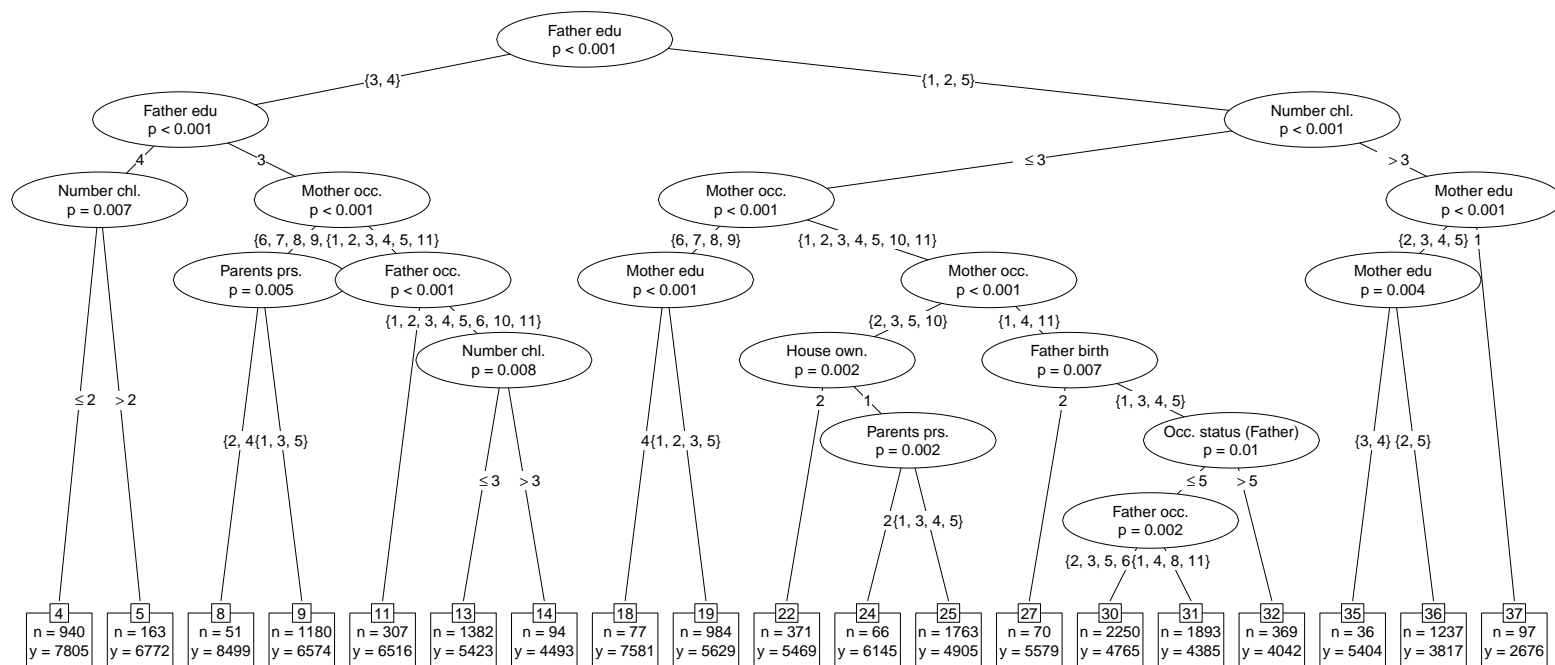 Father edu
p < 0.001
{3, 4}
{1, 2, 5}
Father edu
p < 0.001
Number chl.
p < 0.001
4
3
≤ 3
> 3
Number chl.
p = 0.007
Mother occ.
p < 0.001
Mother occ.
p < 0.001
Mother edu
p < 0.001
{6, 7, 8, 9,
{1, 2, 3, 4, 5, 11}
{6, 7, 8, 9}
{1, 2, 3, 4, 5, 10, 11}
{2, 3, 4, 5}
1
Parents prs.
p = 0.005
Father occ.
p < 0.001
Mother edu
p < 0.001
Mother occ.
p < 0.001
Mother edu
p = 0.004
{1, 2, 3, 4, 5, 6, 10, 11}
{2, 3, 5, 10}
{1, 4, 11}
Number chl.
p = 0.008
House own.
p = 0.002
Father birth
p = 0.007
≤ 2
> 2
2
1
2
{1, 3, 4, 5}
Parents prs.
p = 0.002
Occ. status (Father)
p = 0.01
{2, 4
{1, 3, 5}
4
{1, 2, 3, 5}
{3, 4}
{2, 5}
≤ 3
> 3
≤ 5
> 5
Father occ.
p = 0.002
2
{1, 3, 4, 5}
{2, 3, 5, 6
{1, 4, 8, 11}
4
n = 940
y = 7805
5
n = 163
y = 6772
8
n = 51
y = 8499
9
n = 1180
y = 6574
11
n = 307
y = 6516
13
n = 1382
y = 5423
14
n = 94
y = 4493
18
n = 77
y = 7581
19
n = 984
y = 5629
22
n = 371
y = 5469
24
n = 66
y = 6145
25
n = 1763
y = 4905
27
n = 70
y = 5579
30
n = 2250
y = 4765
31
n = 1893
y = 4385
32
n = 369
y = 4042
35
n = 36
y = 5404
36
n = 1237
y = 3817
37
n = 97
y = 2676